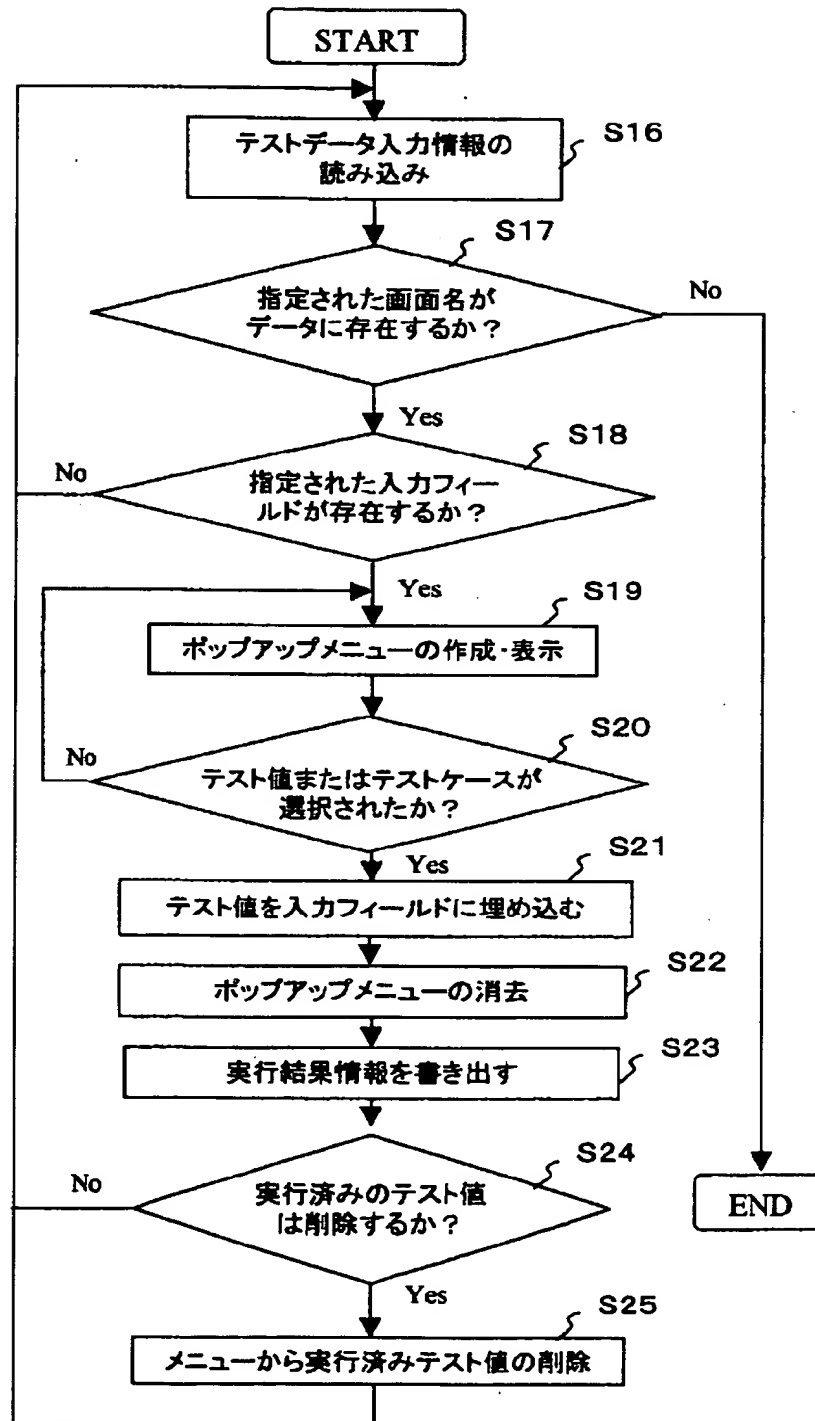 START
テストデータ入力情報の
読み込み
S16
S17
指定された画面名が
データに存在するか？
No
Yes
S18
No
指定された入力フィー
ルドが存在するか？
Yes
S19
ポップアップメニューの作成・表示
S20
No
テスト値またはテストケースが
選択されたか？
Yes
S21
テスト値を入力フィールドに埋め込む
S22
ポップアップメニューの消去
S23
実行結果情報を書き出す
S24
No
実行済みのテスト値
は削除するか？
END
Yes
S25
メニューから実行済みテスト値の削除